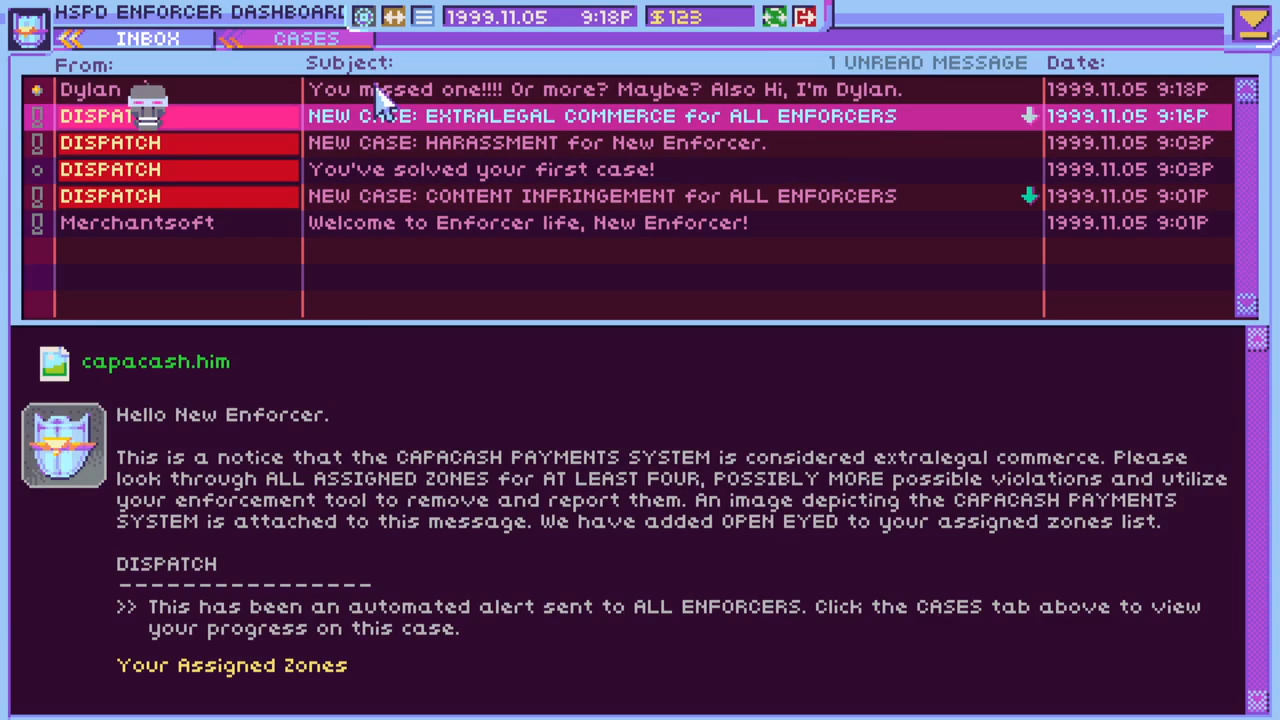 HSPD ENFORCER DASHBOARD
1999.11.05 9:18P
123
INBOX
CASES
From:
Subject:
1 UNREAD MESSAGE
Date:
Dylan
You missed one!!!! Or more? Maybe? Also Hi, I'm Dylan.
1999.11.05 9:18P
NEW CASE: EXTRALEGAL COMMERCE for ALL ENFORCERS
1999.11.05 9:16P
DISPATCH
NEW CASE: HARASSMENT for New Enforcer.
1999.11.05 9:03P
DISPATCH
You've solved your first case!
1999.11.05 9:03P
DISPATCH
NEW CASE: CONTENT INFRINGEMENT for ALL ENFORCERS
1999.11.05 9:01P
Merchantsoft
Welcome to Enforcer life, New Enforcer!
1999.11.05 9:01P
capacash.him
Hello New Enforcer.
This is a notice that the CAPACASH PAYMENTS SYSTEM is considered extralegal commerce. Please
look through ALL ASSIGNED ZONES for AT LEAST FOUR, POSSIBLY MORE possible violations and utilize
your enforcement tool to remove and report them. An image depicting the CAPACASH PAYMENTS
SYSTEM is attached to this message. We have added OPEN EYED to your assigned zones list.
DISPATCH
----------------
>> This has been an automated alert sent to ALL ENFORCERS. Click the CASES tab above to view
your progress on this case.
Your Assigned Zones